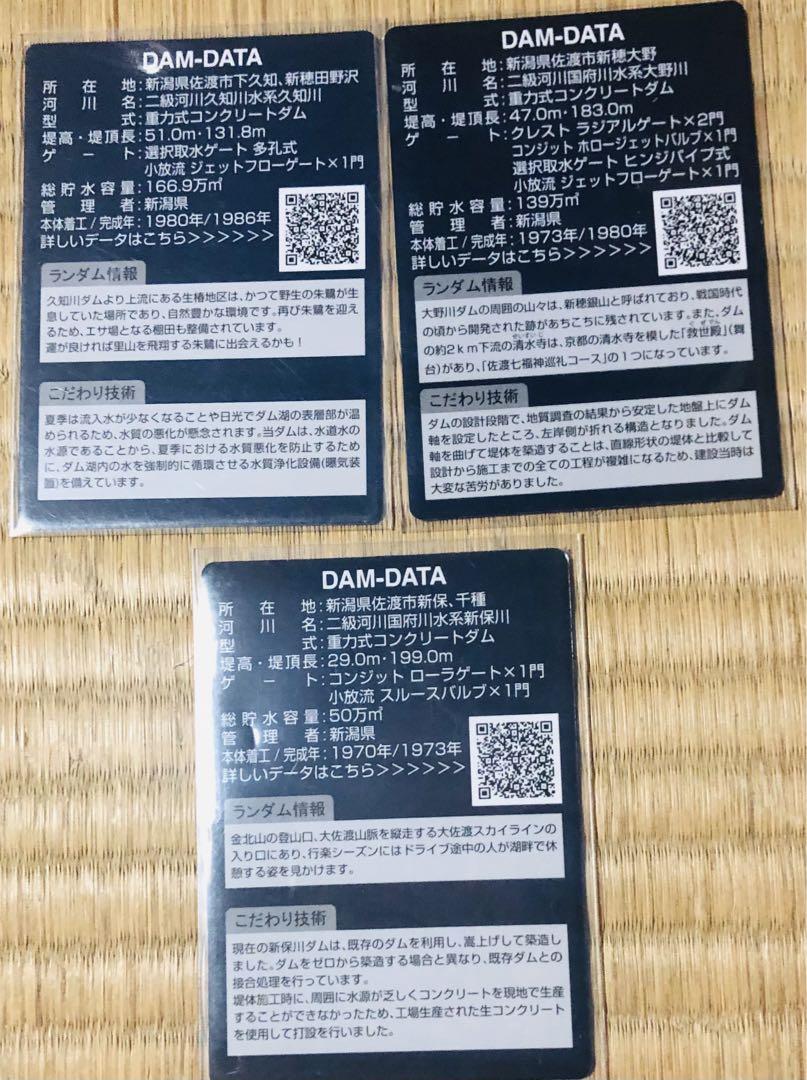 DAM-DATA
所在地:新潟県佐渡市下久知、新穂田野沢
河川名:二級河川久知川水系久知川
型式:重力式コンクリートダム
堤高・堤頂長:51.0m・131.8m
ゲート:選択取水ゲート 多孔式
小放流 ジェットフローゲート×1門
総貯水容量:166.9万㎥
管理者:新潟県
本体着工/完成年:1980年/1986年
詳しいデータはこちら>>>>>>
ランダム情報
久知川ダムより上流にある生椿地区は、かつて野生の朱鷺が生
息していた場所であり、自然豊かな環境です。再び朱鷺を迎え
るため、エサ場となる棚田も整備されています。
運が良ければ里山を飛翔する朱鷺に出会えるかも!
こだわり技術
夏季は流入水が少なくなることや日光でダム湖の表層部が温
められるため、水質の悪化が懸念されます。当ダムは、水道水の
水源であることから、夏季における水質悪化を防止するため
に、ダム湖内の水を強制的に循環させる水質浄化設備(曝気装
置)を備えています。
DAM-DATA
所在地:新潟県佐渡市新穂大野
河川名:二級河川国府川水系大野川
型式:重力式コンクリートダム
堤高・堤頂長:47.0m・183.0m
ゲート:クレスト ラジアルゲート×2門
コンジット ホロージェットバルブ×1門
選択取水ゲート ヒンジパイプ式
小放流 ジェットフローゲート×1門
総貯水容量:139万㎥
管理者:新潟県
本体着工/完成年:1973年/1980年
詳しいデータはこちら>>>>>>
ランダム情報
大野川ダムの周囲の山々は、新穂銀山と呼ばれており、戦国時代
の頃から開発された跡があちこちに残されています。また、ダム
の約2km下流の清水寺は、京都の清水寺を模した「救世殿」(舞
台)があり、「佐渡七福神巡礼コース」の1つになっています。
こだわり技術
ダムの設計段階で、地質調査の結果から安定した地盤上にダム
軸を設定したところ、左岸側が折れる構造となりました。ダム
軸を曲げて堤体を築造することは、直線形状の堤体と比較して
設計から施工までの全ての工程が複雑になるため、建設当時は
大変な苦労がありました。
DAM-DATA
所在地:新潟県佐渡市新保、千種
河川名:二級河川国府川水系新保川
型式:重力式コンクリートダム
堤高・堤頂長:29.0m・199.0m
ゲート:コンジット ローラゲート×1門
小放流 スルースバルブ×1門
総貯水容量:50万㎥
管理者:新潟県
本体着工/完成年:1970年/1973年
詳しいデータはこちら>>>>>>
ランダム情報
金北山の登山口、大佐渡山脈を縦走する大佐渡スカイラインの
入り口にあり、行楽シーズンにはドライブ途中の人が湖畔で休
憩する姿を見かけます。
こだわり技術
現在の新保川ダムは、既存のダムを利用し、嵩上げして築造し
ました。ダムをゼロから築造する場合と異なり、既存ダムとの
接合処理を行っています。
堤体施工時に、周囲に水源が乏しくコンクリートを現地で生産
することができなかったため、工場生産された生コンクリート
を使用して打設を行いました。